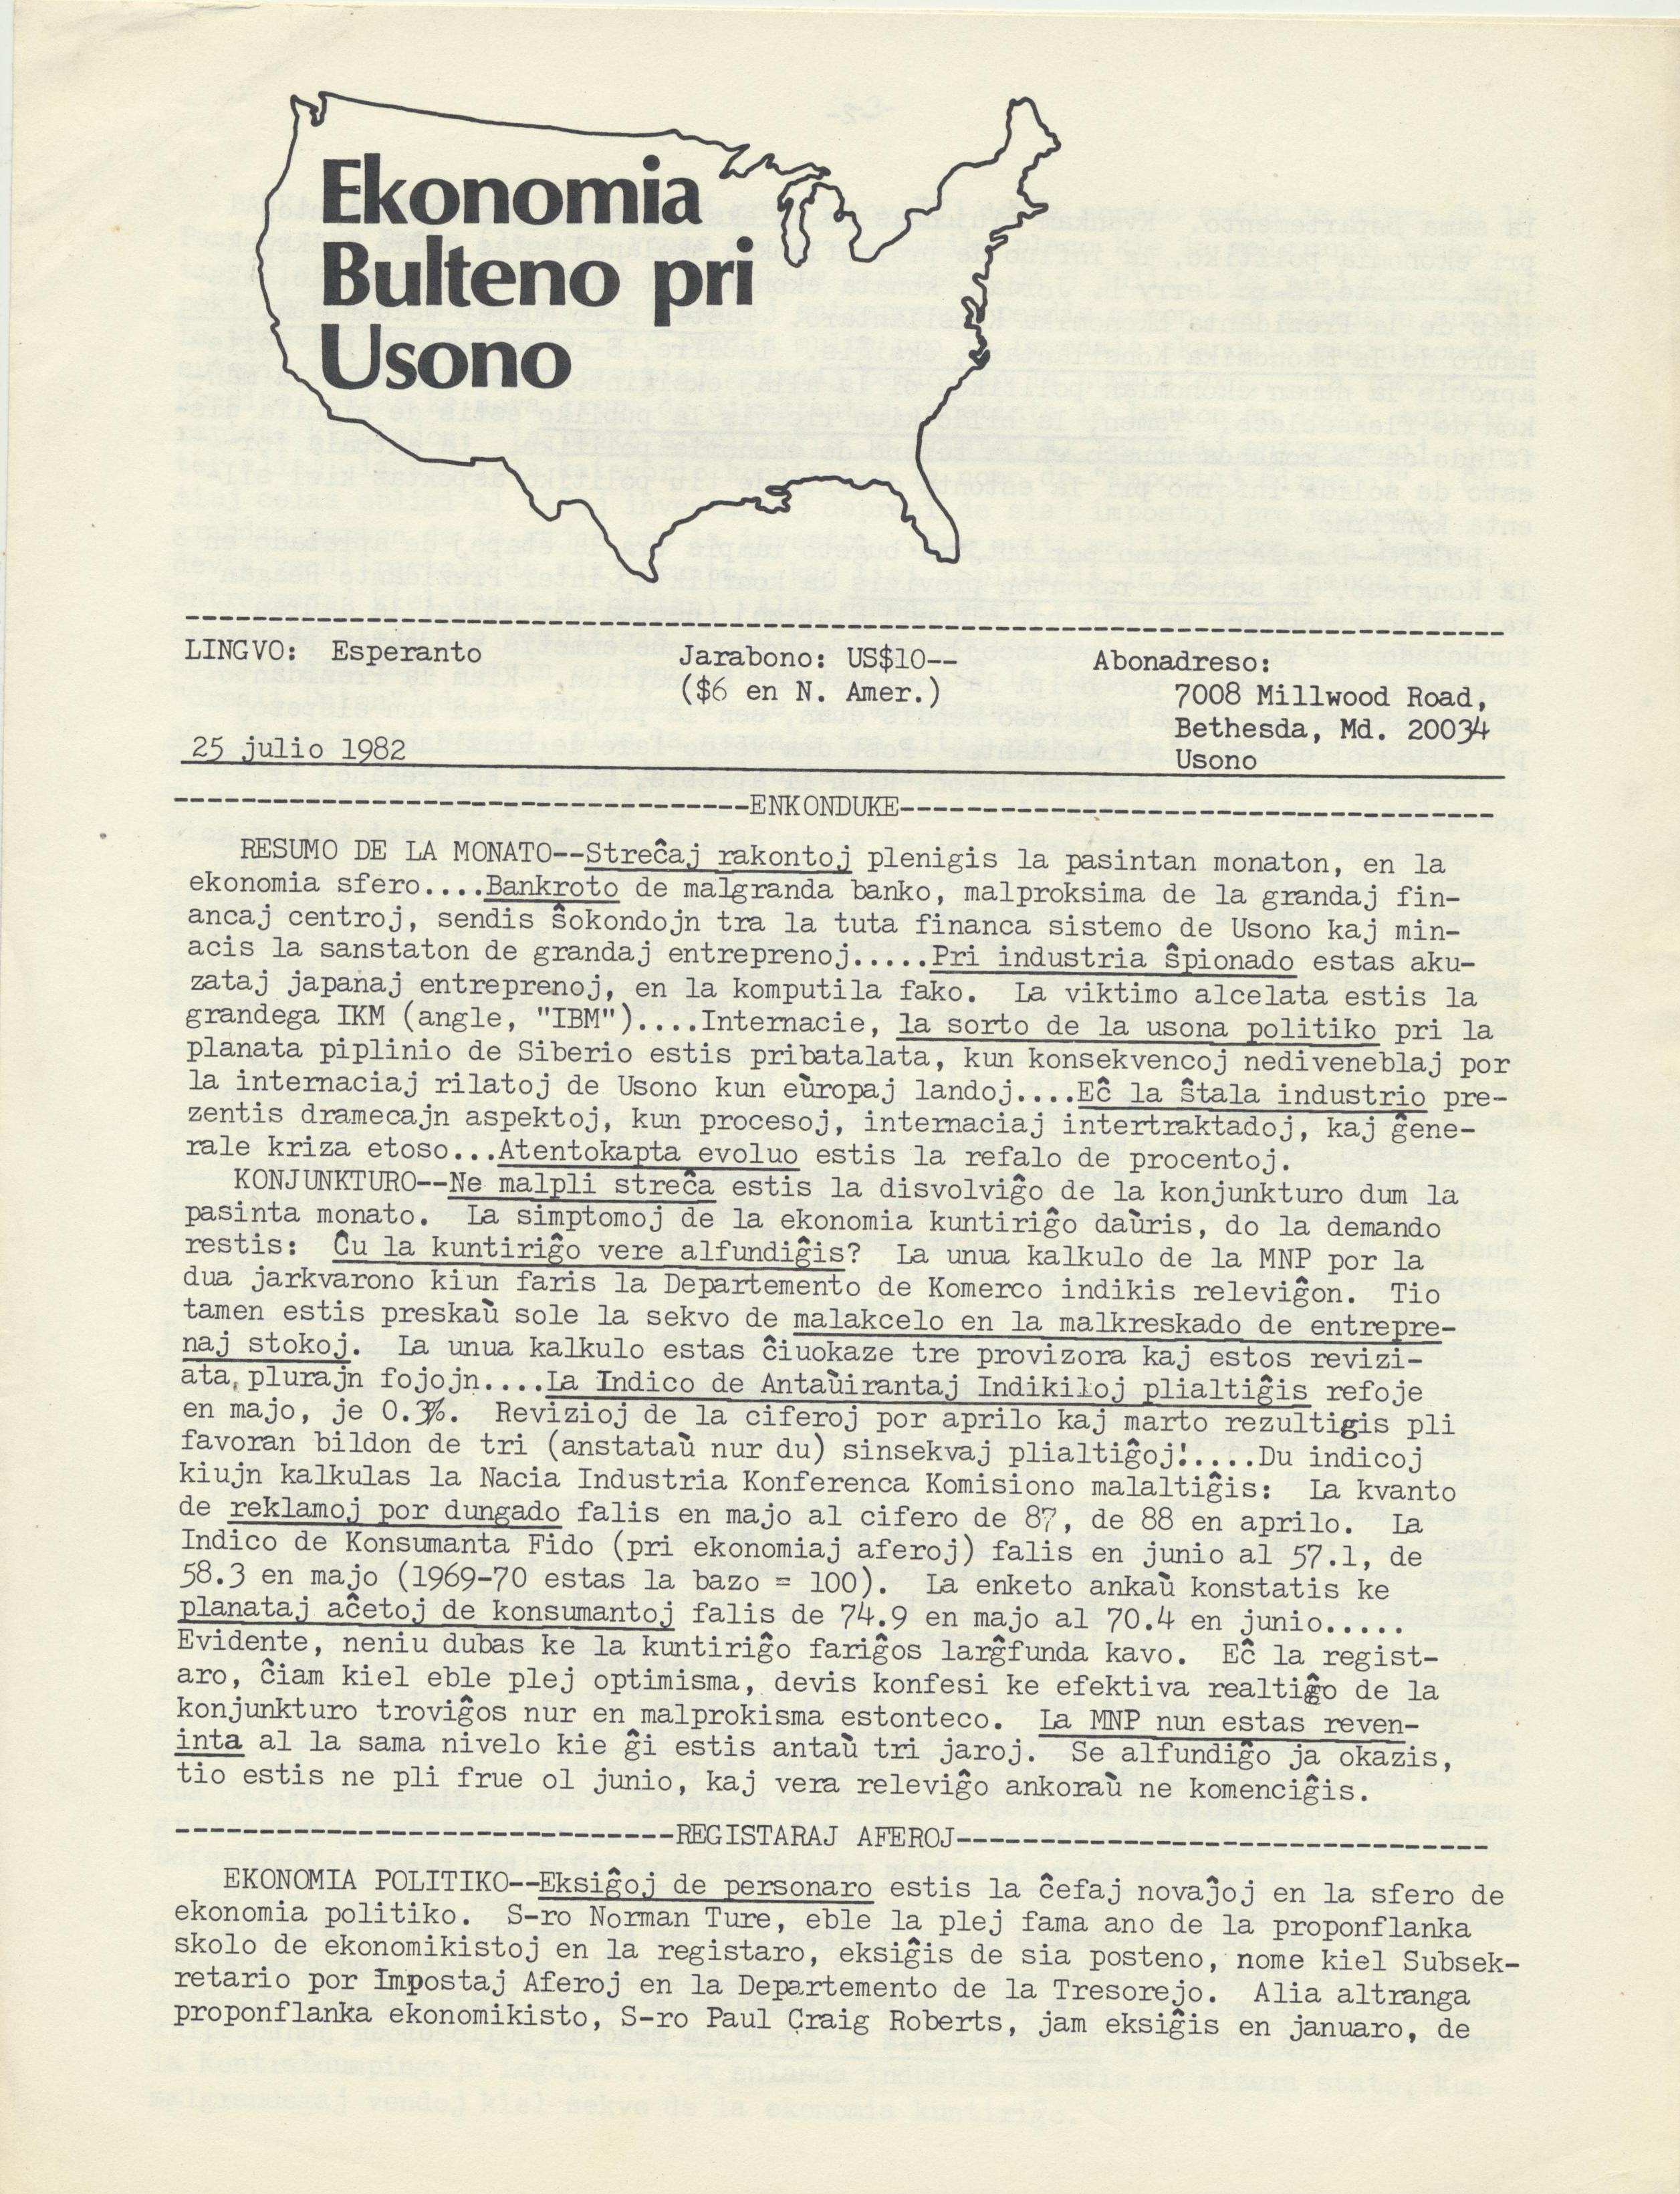 Ekonomia
Bulteno pri
Usono
LINGVO: Esperanto
Jarabono: US$10--
($6 en N. Amer.)
Abonadreso:
7008 Millwood Road,
Bethesda, Md. 20034
Usono
25 julio 1982
----------------------------------ENKONDUKE-----------------------------------
RESUMO DE LA MONATO--Streĉaj rakontoj plenigis la pasintan monaton, en la
ekonomia sfero....Bankroto de malgranda banko, malproksima de la grandaj fin-
ancaj centroj, sendis ŝokondojn tra la tuta financa sistemo de Usono kaj min-
acis la sanstaton de grandaj entreprenoj.....Pri industria ŝpionado estas aku-
zataj japanaj entreprenoj, en la komputila fako. La viktimo alcelata estis la
grandega IKM (angle, "IBM")....Internacie, la sorto de la usona politiko pri la
planata piplinio de Siberio estis pribatalata, kun konsekvencoj nediveneblaj por
la internaciaj rilatoj de Usono kun eùropaj landoj....Eĉ la ŝtala industrio pre-
zentis dramecajn aspektoj, kun procesoj, internaciaj intertraktadoj, kaj ĝene-
rale kriza etoso...Atentokapta evoluo estis la refalo de procentoj.
KONJUNKTURO--Ne malpli streĉa estis la disvolviĝo de la konjunkturo dum la
pasinta monato. La simptomoj de la ekonomia kuntiriĝo daùris, do la demando
restis: Ĉu la kuntiriĝo vere alfundiĝis? La unua kalkulo de la MNP por la
dua jarkvarono kiun faris la Departemento de Komerco indikis releviĝon. Tio
tamen estis preskaù sole la sekvo de malakcelo en la malkreskado de entrepre-
naj stokoj. La unua kalkulo estas ĉiuokaze tre provizora kaj estos revizi-
ata, plurajn fojojn....La Indico de Antaùirantaj Indikiloj plialtiĝis refoje
en majo, je 0.3%. Revizioj de la ciferoj por aprilo kaj marto rezultigis pli
favoran bildon de tri (anstataù nur du) sinsekvaj plialtiĝoj!....Du indicoj
kiujn kalkulas la Nacia Industria Konferenca Komisiono malaltiĝis: La kvanto
de reklamoj por dungado falis en majo al cifero de 87, de 88 en aprilo. La
Indico de Konsumanta Fido (pri ekonomiaj aferoj) falis en junio al 57.1, de
58.3 en majo (1969-70 estas la bazo = 100). La enketo ankaù konstatis ke
planataj aĉetoj de konsumantoj falis de 74.9 en majo al 70.4 en junio.....
Evidente, neniu dubas ke la kuntiriĝo fariĝos larĝfunda kavo. Eĉ la regist-
aro, ĉiam kiel eble plej optimisma, devis konfesi ke efektiva realtiĝo de la
konjunkturo troviĝos nur en malprokisma estonteco. La MNP nun estas reven-
inta al la sama nivelo kie ĝi estis antaù tri jaroj. Se alfundiĝo ja okazis,
tio estis ne pli frue ol junio, kaj vera releviĝo ankoraù ne komenciĝis.
------------------------------REGISTARAJ AFEROJ--------------------------------
EKONOMIA POLITIKO--Eksiĝoj de personaro estis la ĉefaj novaĵoj en la sfero de
ekonomia politiko. S-ro Norman Ture, eble la plej fama ano de la proponflanka
skolo de ekonomikistoj en la registaro, eksiĝis de sia posteno, nome kiel Subsek-
retario por Impostaj Aferoj en la Departemento de la Tresorejo. Alia altranga
proponflanka ekonomikisto, S-ro Paul Craig Roberts, jam eksiĝis en januaro, de